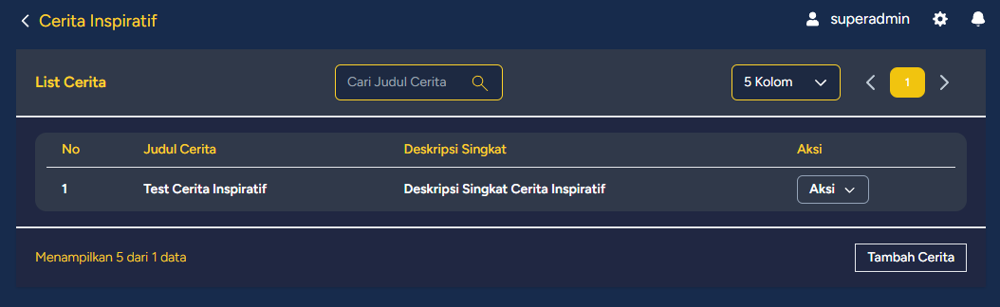 Cerita Inspiratif
superadmin
List Cerita
Cari Judul Cerita
5 Kolom
1
No Judul Cerita Deskripsi Singkat Aksi
1 Test Cerita Inspiratif Deskripsi Singkat Cerita Inspiratif Aksi
Menampilkan 5 dari 1 data
Tambah Cerita